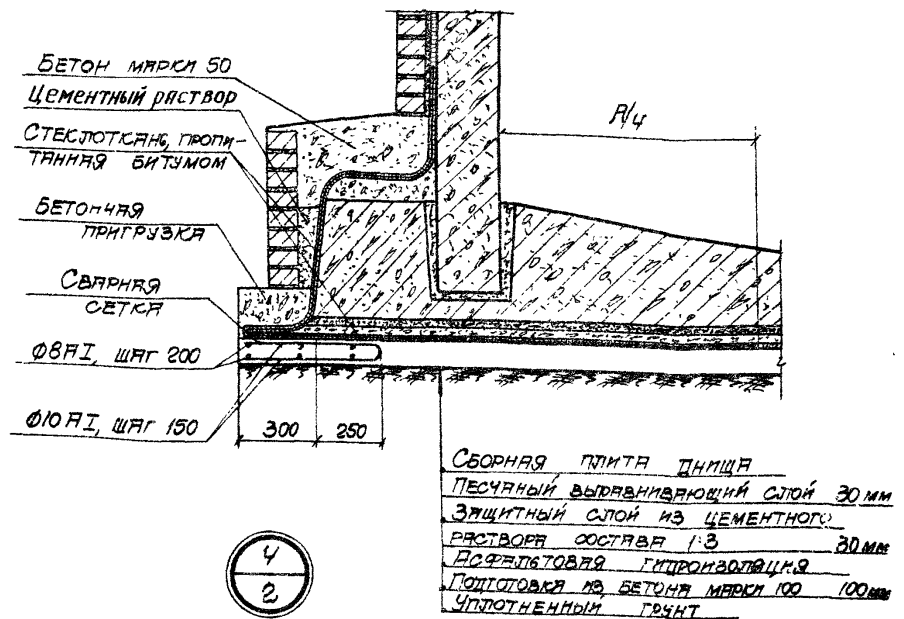 БЕТОН МАРКИ 50
ЦЕМЕНТНЫЙ РАСТВОР
СТЕКЛОТКАНЬ, ПРОПИ-
ТАННАЯ БИТУМОМ
БЕТОННАЯ
ПРИГРУЗКА
СВАРНАЯ
СЕТКА
Ф8АI, ШАГ 200
Ф10АI, ШАГ 150
А/4
300
250
СБОРНАЯ ПЛИТА ДНИЩА
ПЕСЧАНЫЙ ВЫРАВНИВАЮЩИЙ СЛОЙ 30 ММ
ЗАЩИТНЫЙ СЛОЙ ИЗ ЦЕМЕНТНОГО
РАСТВОРА СОСТАВА 1:3 30 ММ
АСФАЛЬТОВАЯ ГИДРОИЗОЛЯЦИЯ
ПОДГОТОВКА ИЗ БЕТОНА МАРКИ 100 100 ММ
УПЛОТНЕННЫЙ ГРУНТ
4
2